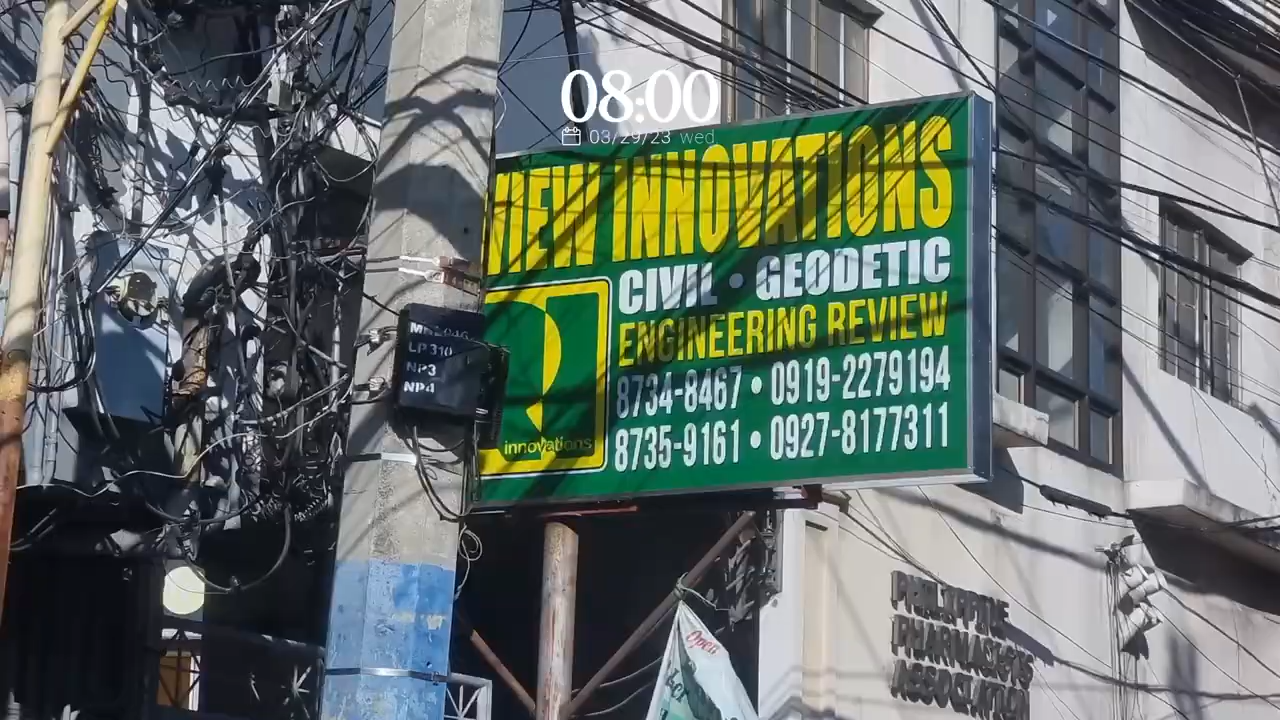 08:00
03/29/23 wed
VIEW INNOVATIONS
CIVIL • GEODETIC
ENGINEERING REVIEW
8734-8467 • 0919-2279194
8735-9161 • 0927-8177311
innovations
LP 310
NP3
NP4
Open
PHILIPPINE
PHARMACISTS
ASSOCIATION